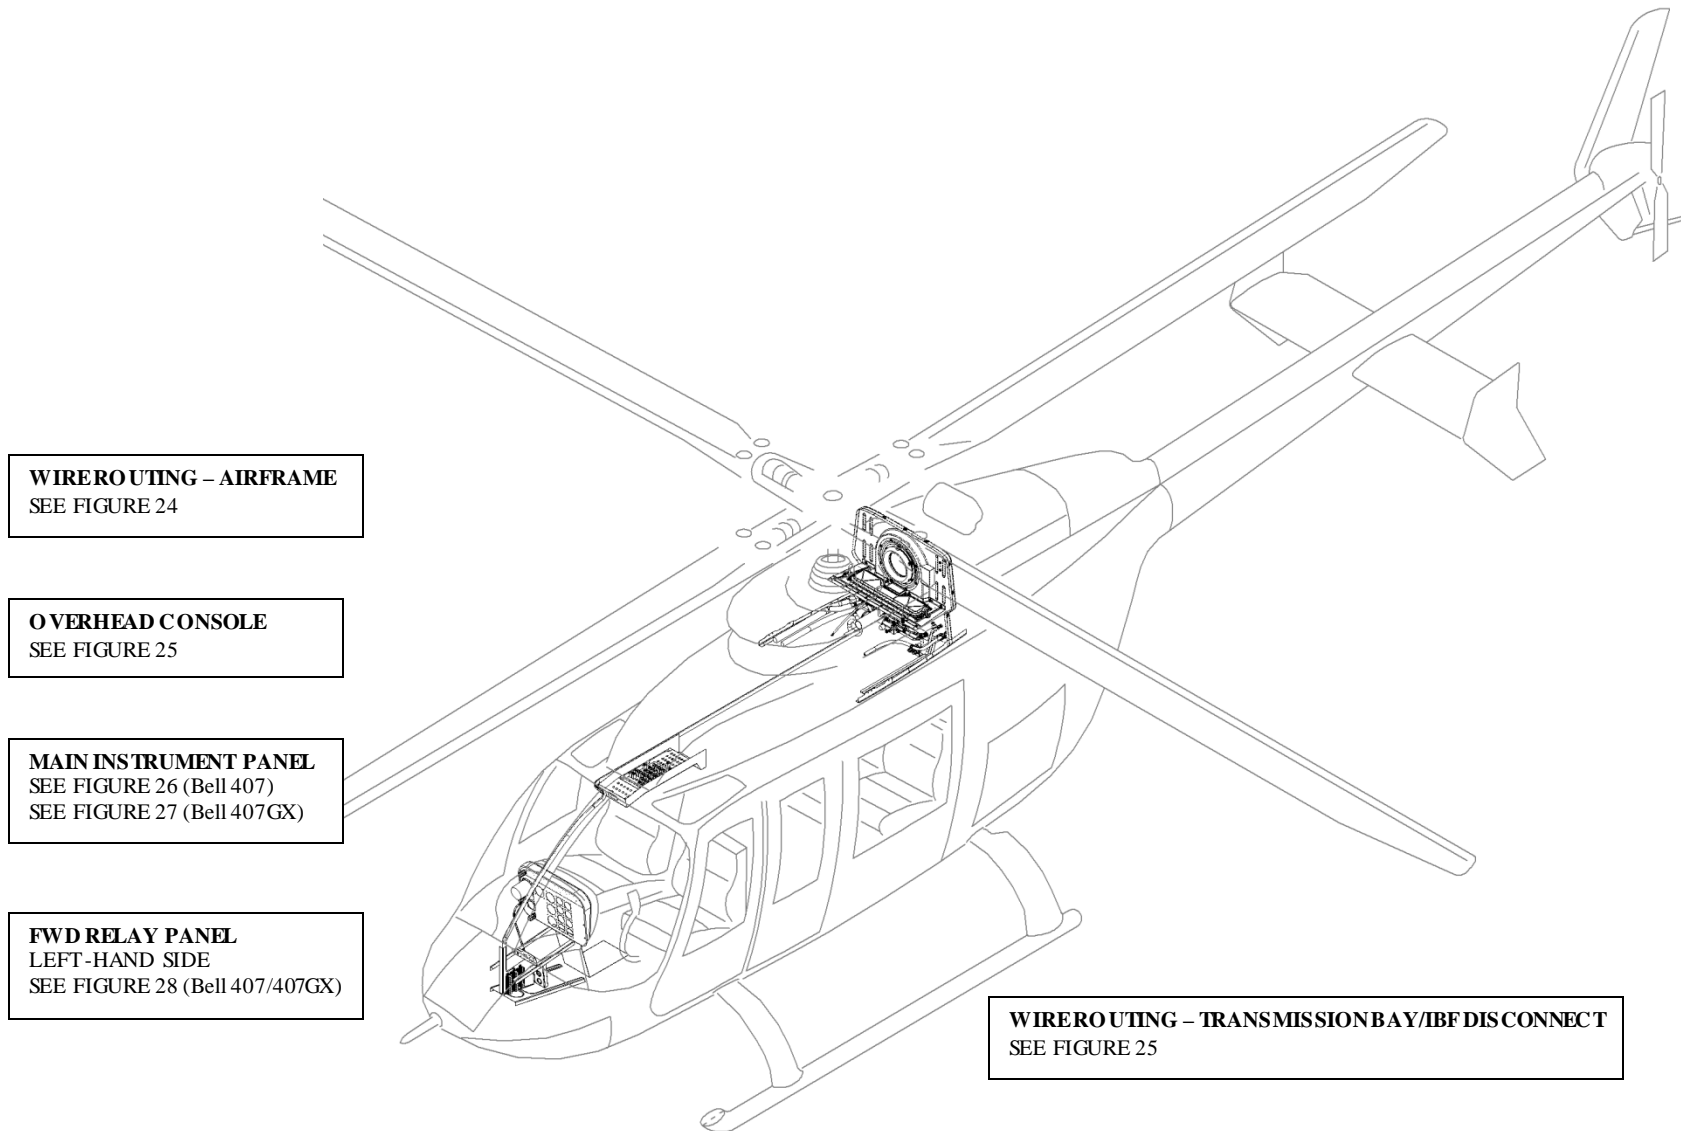 WIRE ROUTING – AIRFRAME
SEE FIGURE 24
OVERHEAD CONSOLE
SEE FIGURE 25
MAIN INSTRUMENT PANEL
SEE FIGURE 26 (Bell 407)
SEE FIGURE 27 (Bell 407GX)
FWD RELAY PANEL
LEFT-HAND SIDE
SEE FIGURE 28 (Bell 407/407GX)
WIRE ROUTING – TRANSMISSION BAY/IBF DISCONNECT
SEE FIGURE 25